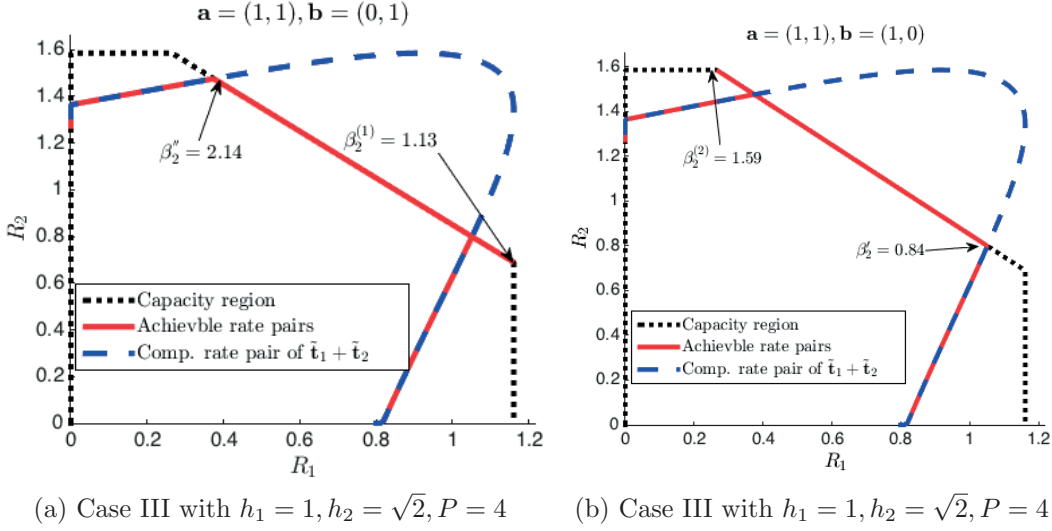 a = (1, 1), b = (0, 1)
1.6
1.4
1.2
1
0.8
0.6
0.4
0.2
0
R₂
β₂″ = 2.14
β₂⁽¹⁾ = 1.13
Capacity region
Achievble rate pairs
Comp. rate pair of t̃₁ + t̃₂
0
0.2
0.4
0.6
0.8
1
1.2
R₁
(a) Case III with h₁ = 1, h₂ = √2, P = 4
a = (1, 1), b = (1, 0)
1.6
1.4
1.2
1
0.8
0.6
0.4
0.2
0
R₂
β₂⁽²⁾ = 1.59
β₂′ = 0.84
Capacity region
Achievble rate pairs
Comp. rate pair of t̃₁ + t̃₂
0
0.2
0.4
0.6
0.8
1
1.2
R₁
(b) Case III with h₁ = 1, h₂ = √2, P = 4